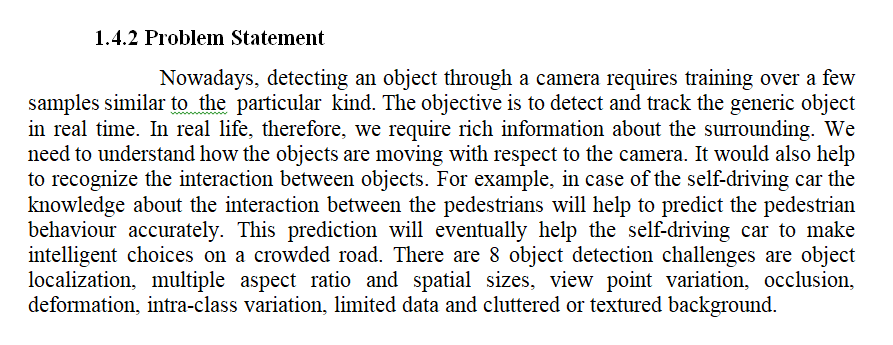 1.4.2 Problem Statement
Nowadays, detecting an object through a camera requires training over a few
samples similar to the particular kind. The objective is to detect and track the generic object
in real time. In real life, therefore, we require rich information about the surrounding. We
need to understand how the objects are moving with respect to the camera. It would also help
to recognize the interaction between objects. For example, in case of the self-driving car the
knowledge about the interaction between the pedestrians will help to predict the pedestrian
behaviour accurately. This prediction will eventually help the self-driving car to make
intelligent choices on a crowded road. There are 8 object detection challenges are object
localization, multiple aspect ratio and spatial sizes, view point variation, occlusion,
deformation, intra-class variation, limited data and cluttered or textured background.